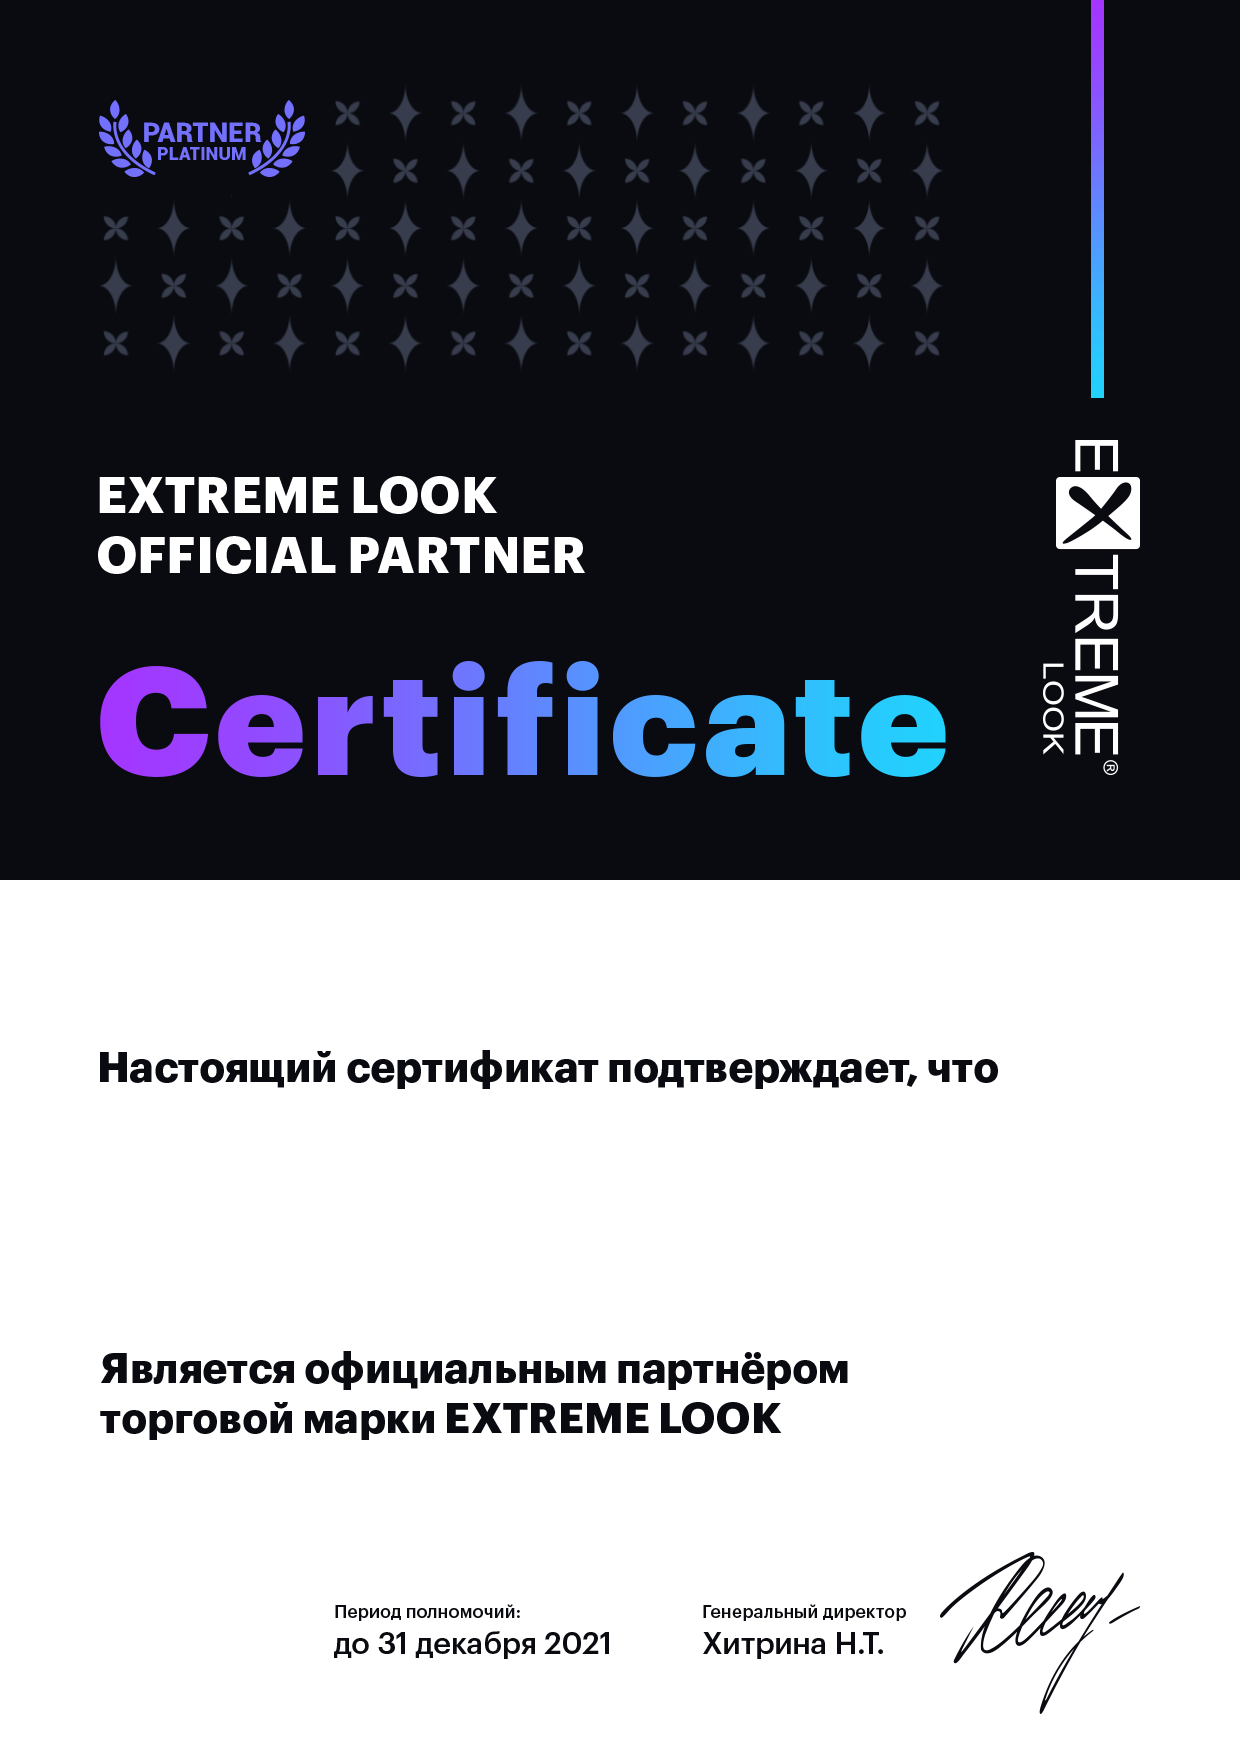 PARTNER
PLATINUM
EXTREME LOOK
OFFICIAL PARTNER
Certificate
EXTREME
LOOK
®
Настоящий сертификат подтверждает, что
Является официальным партнёром
торговой марки EXTREME LOOK
Период полномочий:
до 31 декабря 2021
Генеральный директор
Хитрина Н.Т.